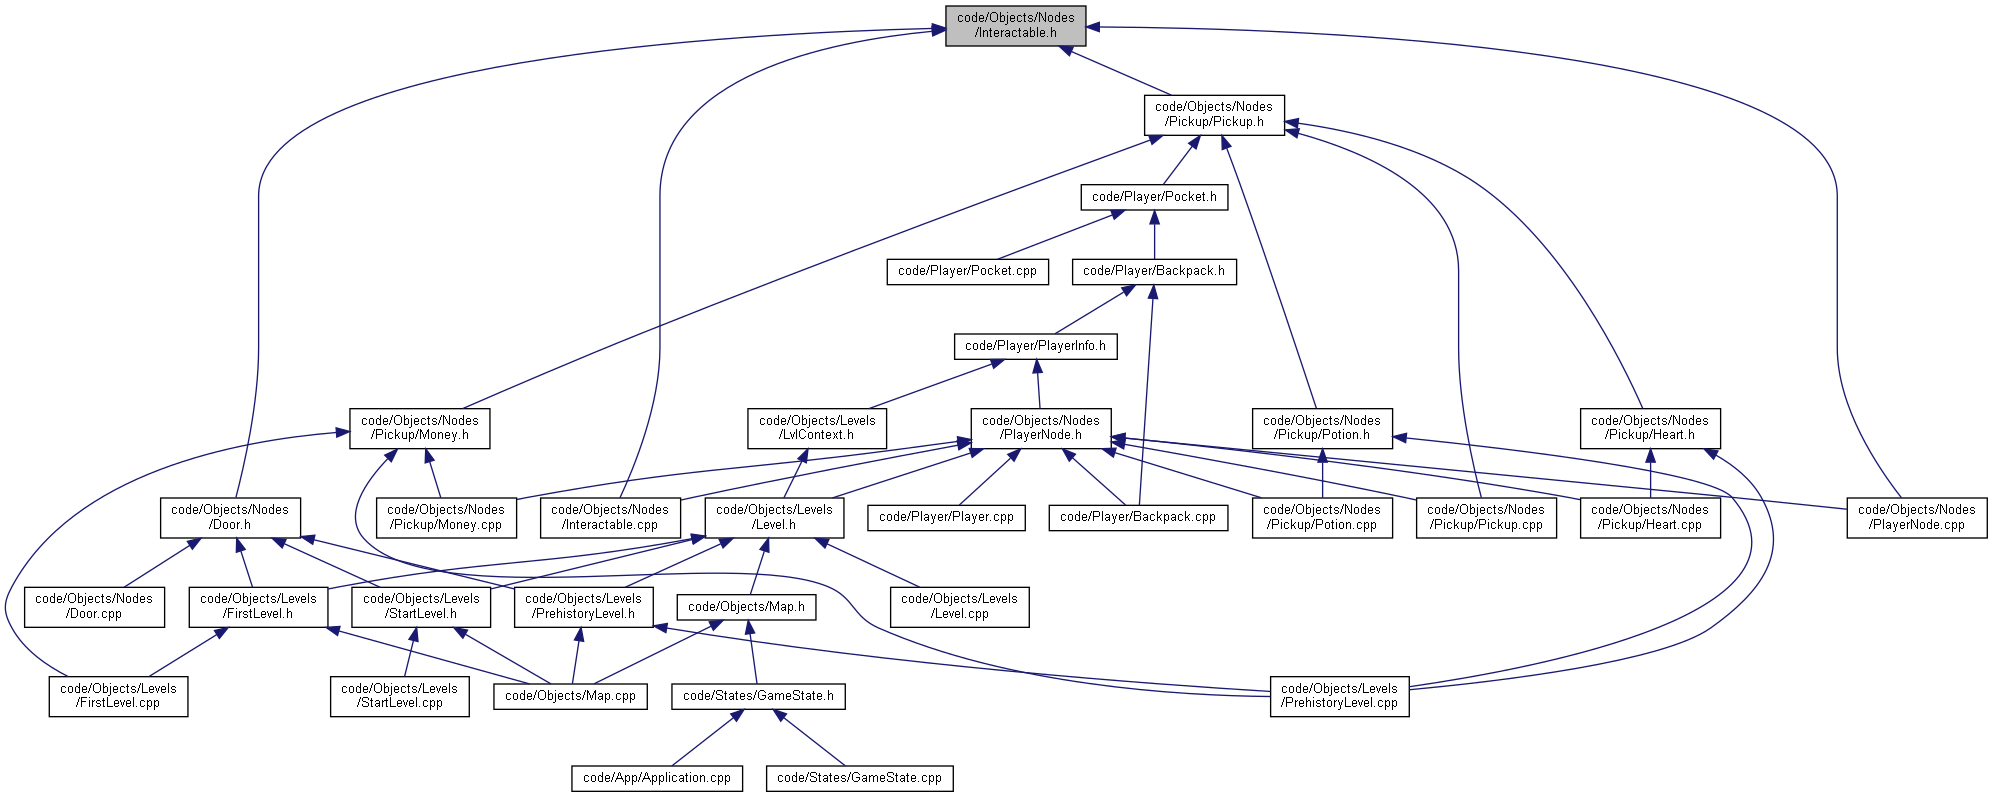 code/Objects/Nodes
/Interactable.h
code/Objects/Nodes
/Pickup/Pickup.h
code/Player/Pocket.h
code/Player/Pocket.cpp
code/Player/Backpack.h
code/Player/PlayerInfo.h
code/Objects/Nodes
/Pickup/Money.h
code/Objects/Levels
/LvlContext.h
code/Objects/Nodes
/PlayerNode.h
code/Objects/Nodes
/Pickup/Potion.h
code/Objects/Nodes
/Pickup/Heart.h
code/Objects/Nodes
/Door.h
code/Objects/Nodes
/Pickup/Money.cpp
code/Objects/Nodes
/Interactable.cpp
code/Objects/Levels
/Level.h
code/Player/Player.cpp
code/Player/Backpack.cpp
code/Objects/Nodes
/Pickup/Potion.cpp
code/Objects/Nodes
/Pickup/Pickup.cpp
code/Objects/Nodes
/Pickup/Heart.cpp
code/Objects/Nodes
/PlayerNode.cpp
code/Objects/Nodes
/Door.cpp
code/Objects/Levels
/FirstLevel.h
code/Objects/Levels
/StartLevel.h
code/Objects/Levels
/PrehistoryLevel.h
code/Objects/Map.h
code/Objects/Levels
/Level.cpp
code/Objects/Levels
/FirstLevel.cpp
code/Objects/Levels
/StartLevel.cpp
code/Objects/Map.cpp
code/States/GameState.h
code/Objects/Levels
/PrehistoryLevel.cpp
code/App/Application.cpp
code/States/GameState.cpp